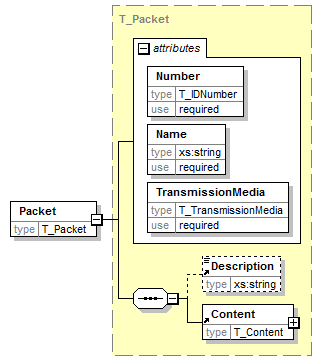 T_Packet
attributes
Number
type T_IDNumber
use required
Name
type xs:string
use required
TransmissionMedia
type T_TransmissionMedia
use required
Packet
type T_Packet
Description
type xs:string
Content
type T_Content